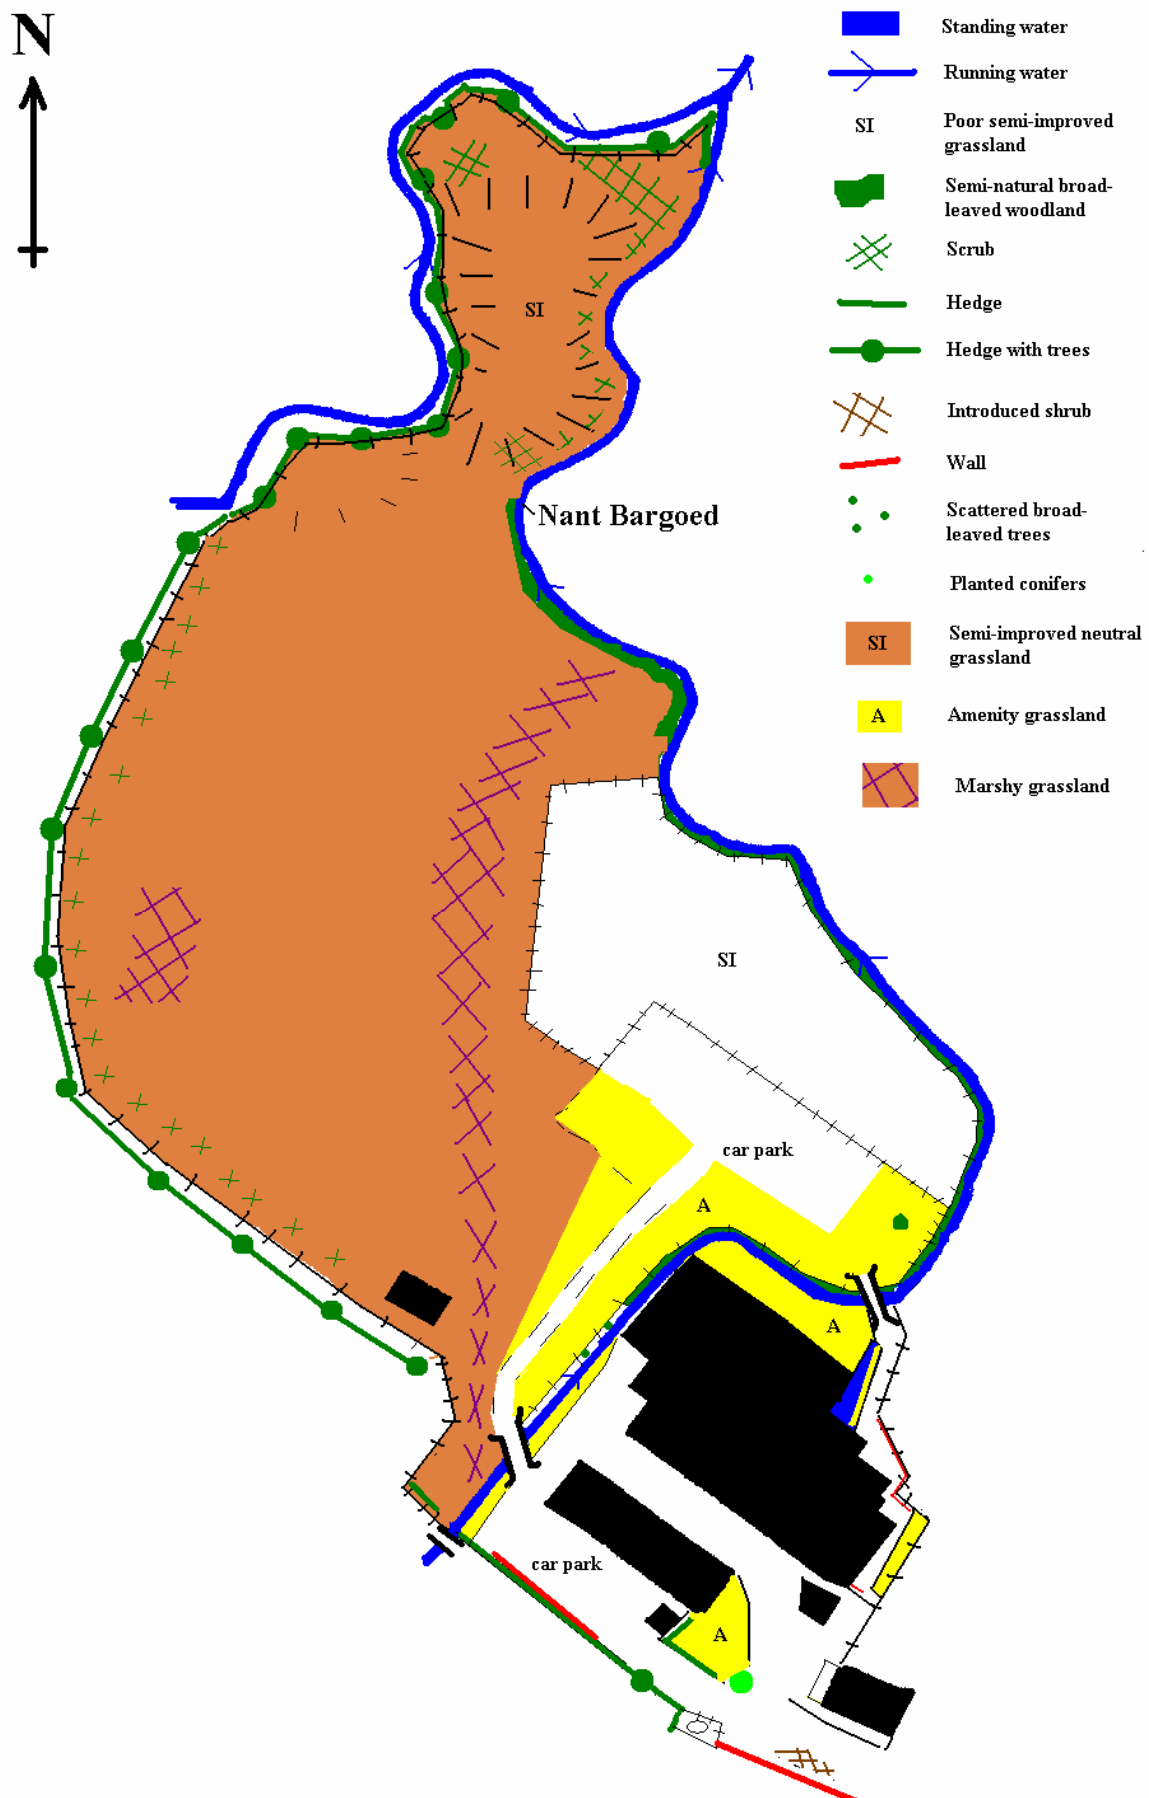 N
Standing water
Running water
SI
Poor semi-improved
grassland
Semi-natural broad-
leaved woodland
Scrub
Hedge
Hedge with trees
Introduced shrub
Wall
Scattered broad-
leaved trees
Planted conifers
SI
Semi-improved neutral
grassland
A
Amenity grassland
Marshy grassland
SI
Nant Bargoed
SI
car park
A
A
car park
A